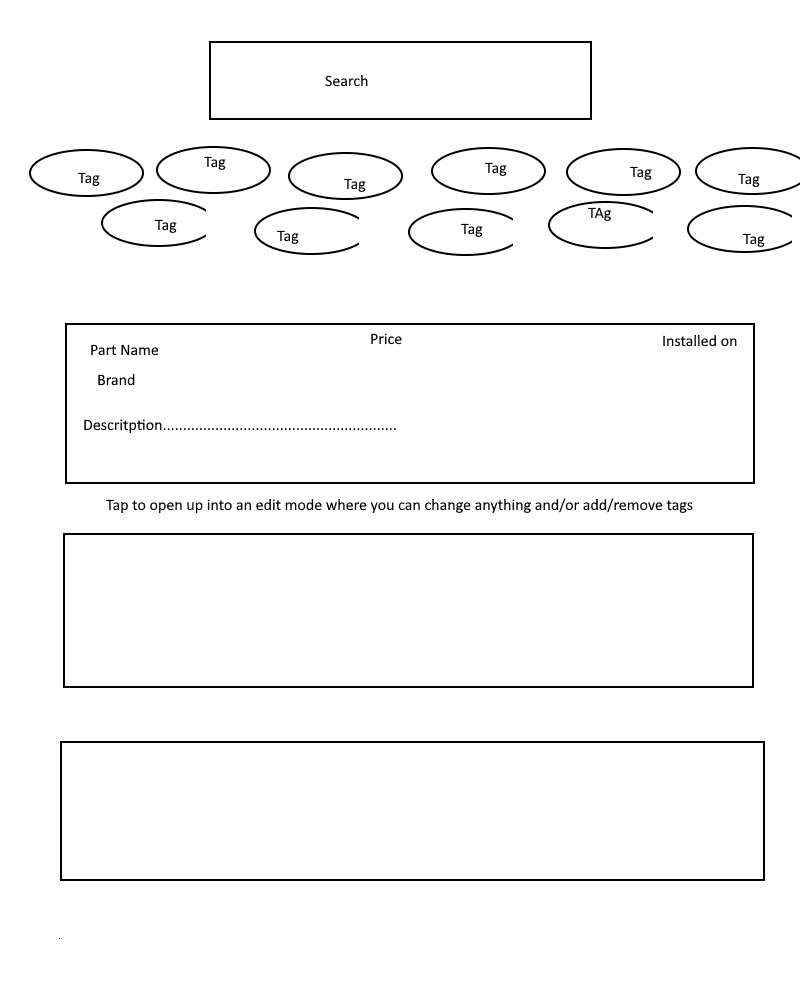 Search
Tag Tag Tag Tag Tag Tag
Tag Tag Tag TAg Tag
Part Name Price Installed on
Brand
Descritption..........................................................
Tap to open up into an edit mode where you can change anything and/or add/remove tags
.